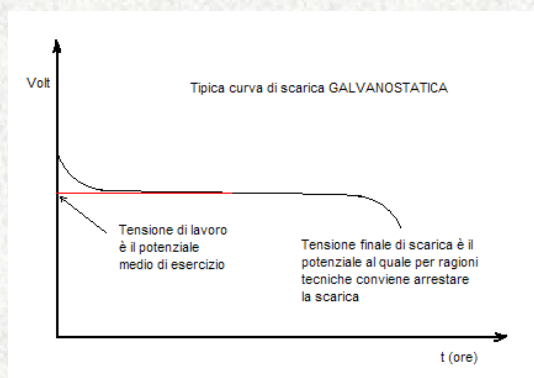 Volt
Tipica curva di scarica GALVANOSTATICA
Tensione di lavoro
è il potenziale
medio di esercizio
Tensione finale di scarica è il
potenziale al quale per ragioni
tecniche conviene arrestare
la scarica
t (ore)